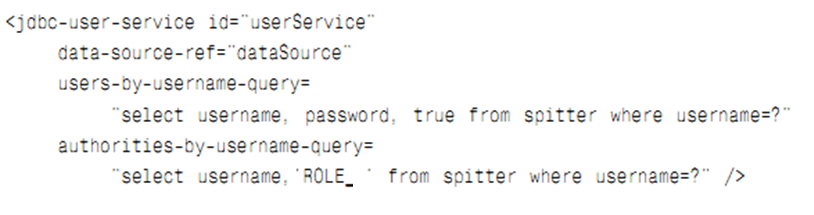 <jdbc-user-service id="userService"
data-source-ref="dataSource"
users-by-username-query=
"select username, password, true from spitter where username=?"
authorities-by-username-query=
"select username,'ROLE_ ' from spitter where username=?" />